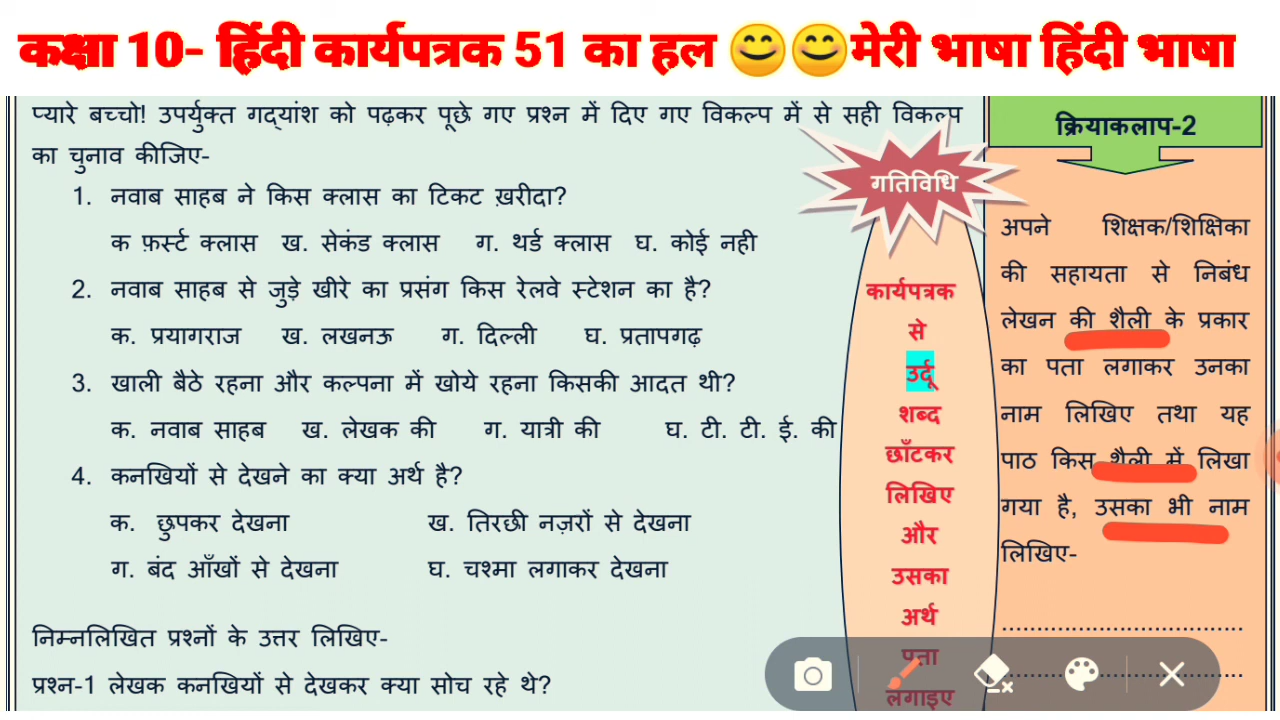 कक्षा 10- हिंदी कार्यपत्रक 51 का हल 😊😊मेरी भाषा हिंदी भाषा
प्यारे बच्चो! उपर्युक्त गद्यांश को पढ़कर पूछे गए प्रश्न में दिए गए विकल्प में से सही विकल्प
का चुनाव कीजिए-
1. नवाब साहब ने किस क्लास का टिकट ख़रीदा?
क फ़र्स्ट क्लास ख. सेकंड क्लास ग. थर्ड क्लास घ. कोई नही
2. नवाब साहब से जुड़े खीरे का प्रसंग किस रेलवे स्टेशन का है?
क. प्रयागराज ख. लखनऊ ग. दिल्ली घ. प्रतापगढ़
3. खाली बैठे रहना और कल्पना में खोये रहना किसकी आदत थी?
क. नवाब साहब ख. लेखक की ग. यात्री की घ. टी. टी. ई. की
4. कनखियों से देखने का क्या अर्थ है?
क. छुपकर देखना ख. तिरछी नज़रों से देखना
ग. बंद आँखों से देखना घ. चश्मा लगाकर देखना
निम्नलिखित प्रश्नों के उत्तर लिखिए-
प्रश्न-1 लेखक कनखियों से देखकर क्या सोच रहे थे?
गतिविधि
कार्यपत्रक
से
उर्दू
शब्द
छाँटकर
लिखिए
और
उसका
अर्थ
पता
लगाइए
क्रियाकलाप-2
अपने शिक्षक/शिक्षिका
की सहायता से निबंध
लेखन की शैली के प्रकार
का पता लगाकर उनका
नाम लिखिए तथा यह
पाठ किस शैली में लिखा
गया है, उसका भी नाम
लिखिए-